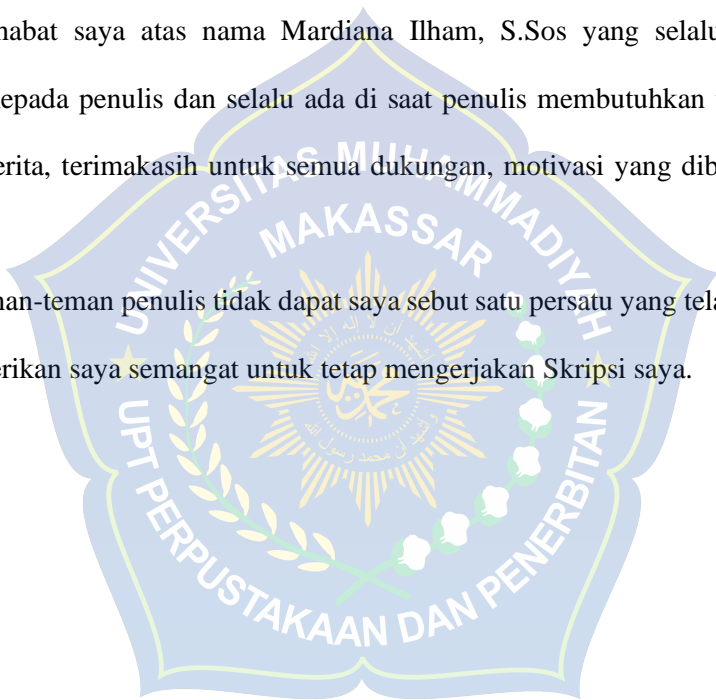 habat saya atas nama Mardiana Ilham, S.Sos yang selalu
kepada penulis dan selalu ada di saat penulis membutuhkan
erita, terimakasih untuk semua dukungan, motivasi yang dib
man-teman penulis tidak dapat saya sebut satu persatu yang tela
erikan saya semangat untuk tetap mengerjakan Skripsi saya.
UNIVERSITAS MUHAMMADIYAH
MAKASSAR
UPT PERPUSTAKAAN DAN PENERBITAN